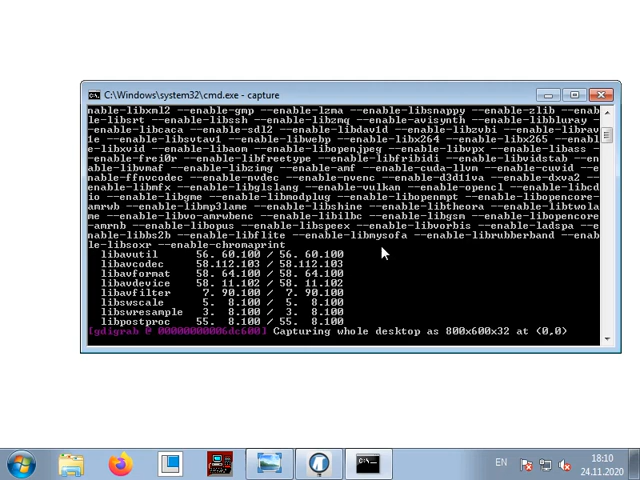 C:\Windows\system32\cmd.exe - capture
nable-libxml2 --enable-gmp --enable-lzma --enable-libsnappy --enable-zlib --enab
le-libsrt --enable-libssh --enable-libzmq --enable-avisynth --enable-libbluray -
-enable-libcaca --enable-sdl2 --enable-libdav1d --enable-libzvbi --enable-librav
1e --enable-libsvtav1 --enable-libwebp --enable-libx264 --enable-libx265 --enabl
e-libxvid --enable-libaom --enable-libopenjpeg --enable-libvpx --enable-libass -
-enable-frei0r --enable-libfreetype --enable-libfribidi --enable-libvidstab --en
able-libvmaf --enable-libzimg --enable-amf --enable-cuda-llvm --enable-cuvid --e
nable-ffnvcodec --enable-nvdec --enable-nvenc --enable-d3d11va --enable-dxva2 --
enable-libmfx --enable-libglslang --enable-vulkan --enable-opencl --enable-libcd
io --enable-libgme --enable-libmodplug --enable-libopenmpt --enable-libopencore-
amrwb --enable-libmp3lame --enable-libshine --enable-libtheora --enable-libtwola
me --enable-libvo-amrwbenc --enable-libilbc --enable-libgsm --enable-libopencore
-amrnb --enable-libopus --enable-libspeex --enable-libvorbis --enable-ladspa --e
nable-libbs2b --enable-libflite --enable-libmysofa --enable-librubberband --enab
le-libsoxr --enable-chromaprint
libavutil      56. 60.100 / 56. 60.100
libavcodec     58.112.103 / 58.112.103
libavformat    58. 64.100 / 58. 64.100
libavdevice    58. 11.102 / 58. 11.102
libavfilter     7. 90.100 /  7. 90.100
libswscale      5.  8.100 /  5.  8.100
libswresample   3.  8.100 /  3.  8.100
libpostproc    55.  8.100 / 55.  8.100
[gdigrab @ 00000000006dc600] Capturing whole desktop as 800x600x32 at (0,0)
EN
18:10
24.11.2020